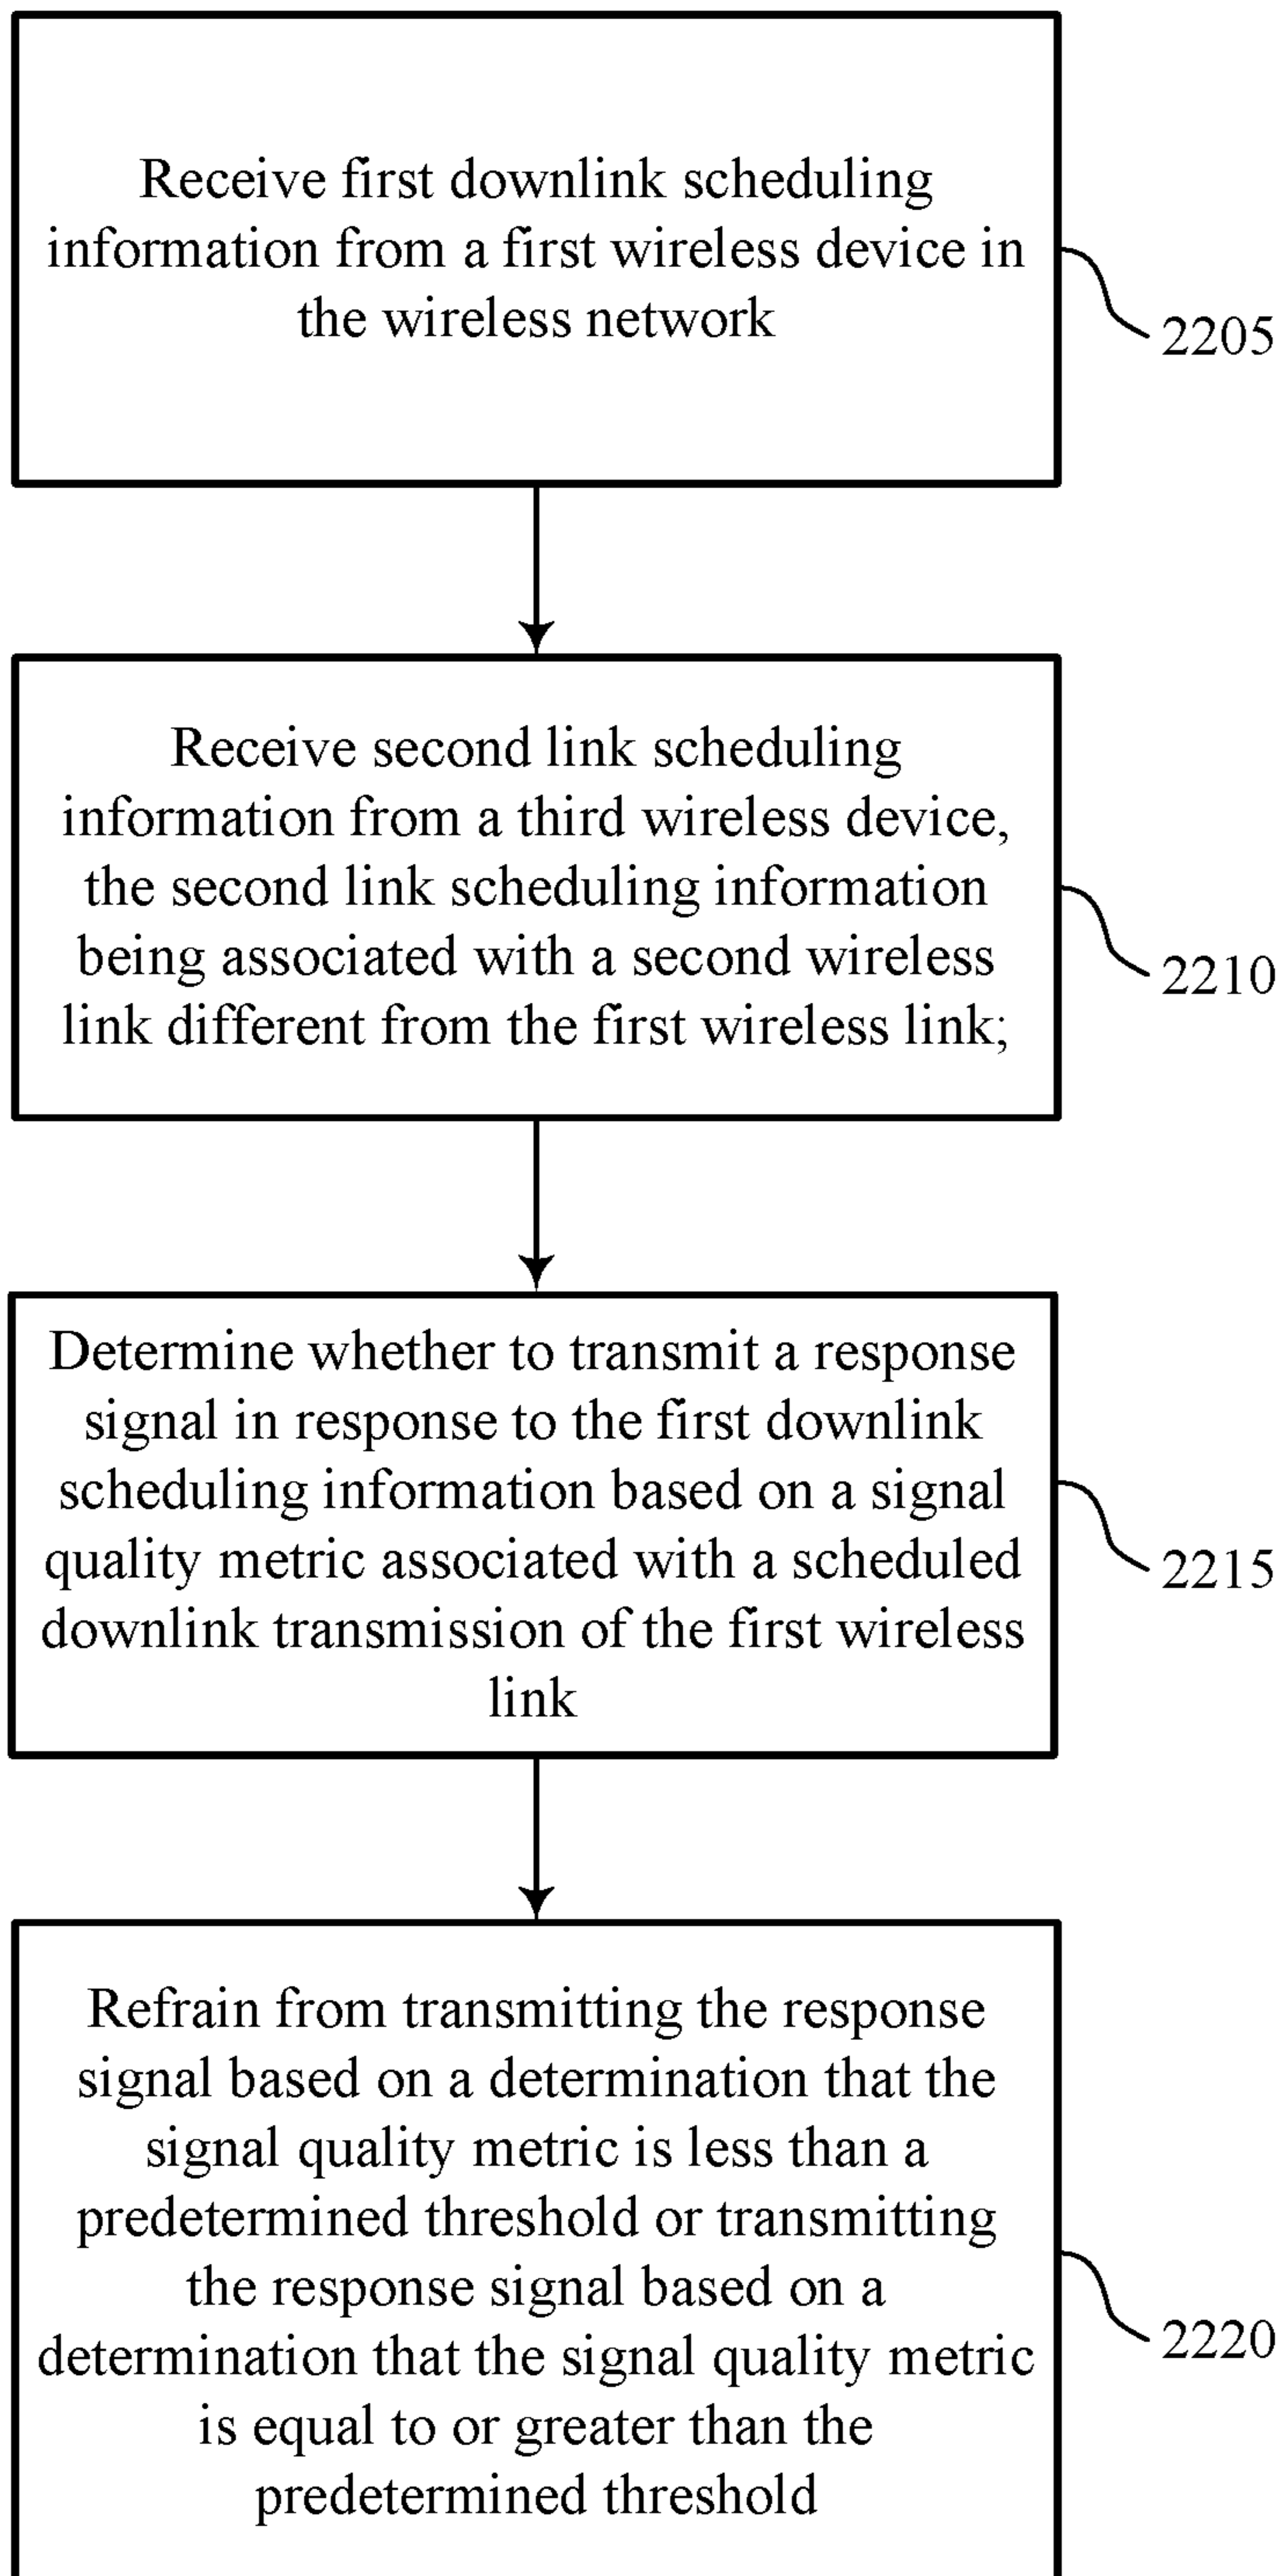 Receive first downlink scheduling
information from a first wireless device in
the wireless network
2205
Receive second link scheduling
information from a third wireless device,
the second link scheduling information
being associated with a second wireless
link different from the first wireless link;
2210
Determine whether to transmit a response
signal in response to the first downlink
scheduling information based on a signal
quality metric associated with a scheduled
downlink transmission of the first wireless
link
2215
Refrain from transmitting the response
signal based on a determination that the
signal quality metric is less than a
predetermined threshold or transmitting
the response signal based on a
determination that the signal quality metric
is equal to or greater than the
predetermined threshold
2220